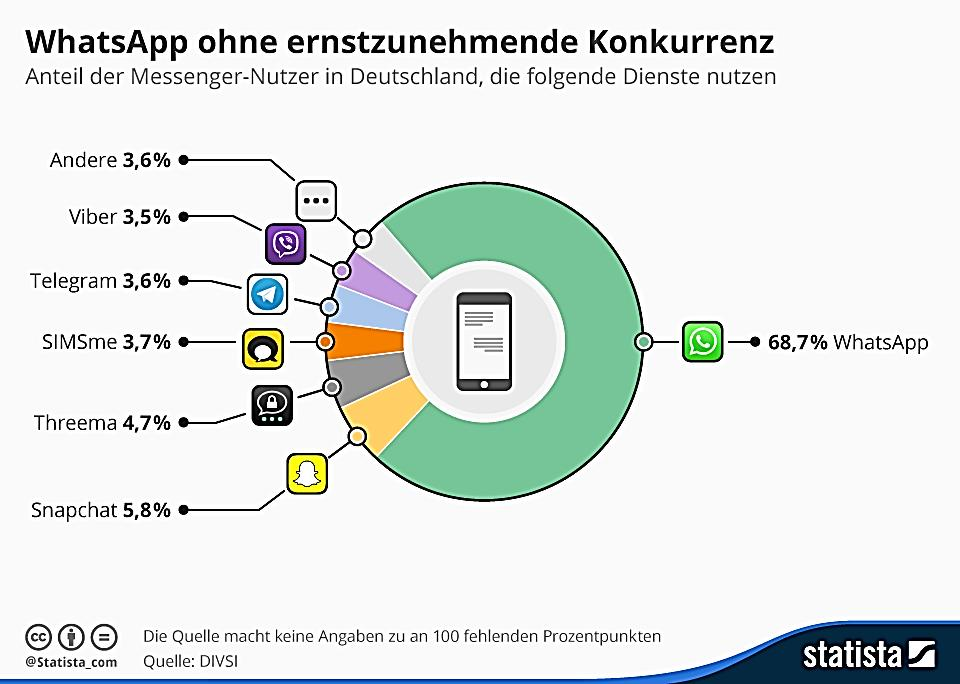 WhatsApp ohne ernstzunehmende Konkurrenz
Anteil der Messenger-Nutzer in Deutschland, die folgende Dienste nutzen
Andere 3,6%
Viber 3,5%
Telegram 3,6%
SIMSme 3,7%
68,7% WhatsApp
Threema 4,7%
Snapchat 5,8%
cc
Die Quelle macht keine Angaben zu an 100 fehlenden Prozentpunkten
@Statista_com
Quelle: DIVSI
statista